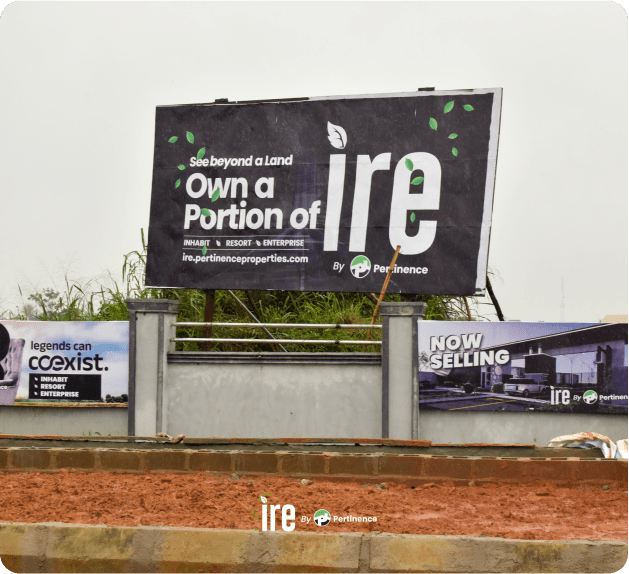 See beyond a Land
Own a
Portion of
ire
INHABIT RESORT ENTERPRISE
ire.pertinenceproperties.com
By Pertinence
legends can
coexist.
INHABIT
RESORT
ENTERPRISE
NOW
SELLING
ire By Pertinence
ire By Pertinence